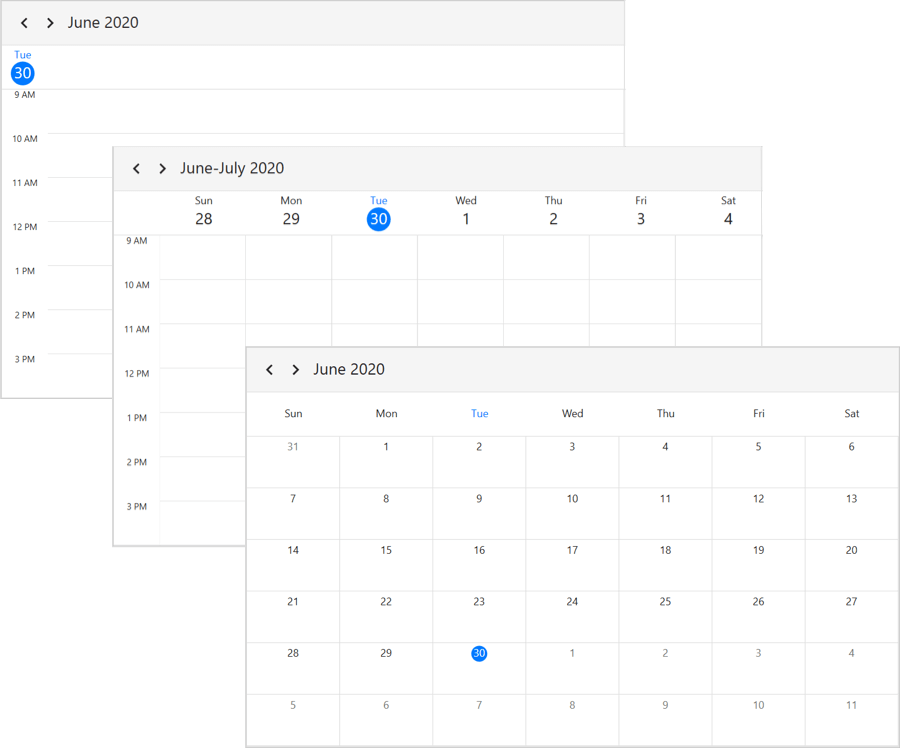 June 2020
Tue
30
9 AM
10 AM
11 AM
12 PM
1 PM
2 PM
3 PM
June-July 2020
Sun Mon Tue Wed Thu Fri Sat
28 29 30 1 2 3 4
9 AM
10 AM
11 AM
12 PM
1 PM
2 PM
3 PM
June 2020
Sun Mon Tue Wed Thu Fri Sat
31 1 2 3 4 5 6
7 8 9 10 11 12 13
14 15 16 17 18 19 20
21 22 23 24 25 26 27
28 29 30 1 2 3 4
5 6 7 8 9 10 11